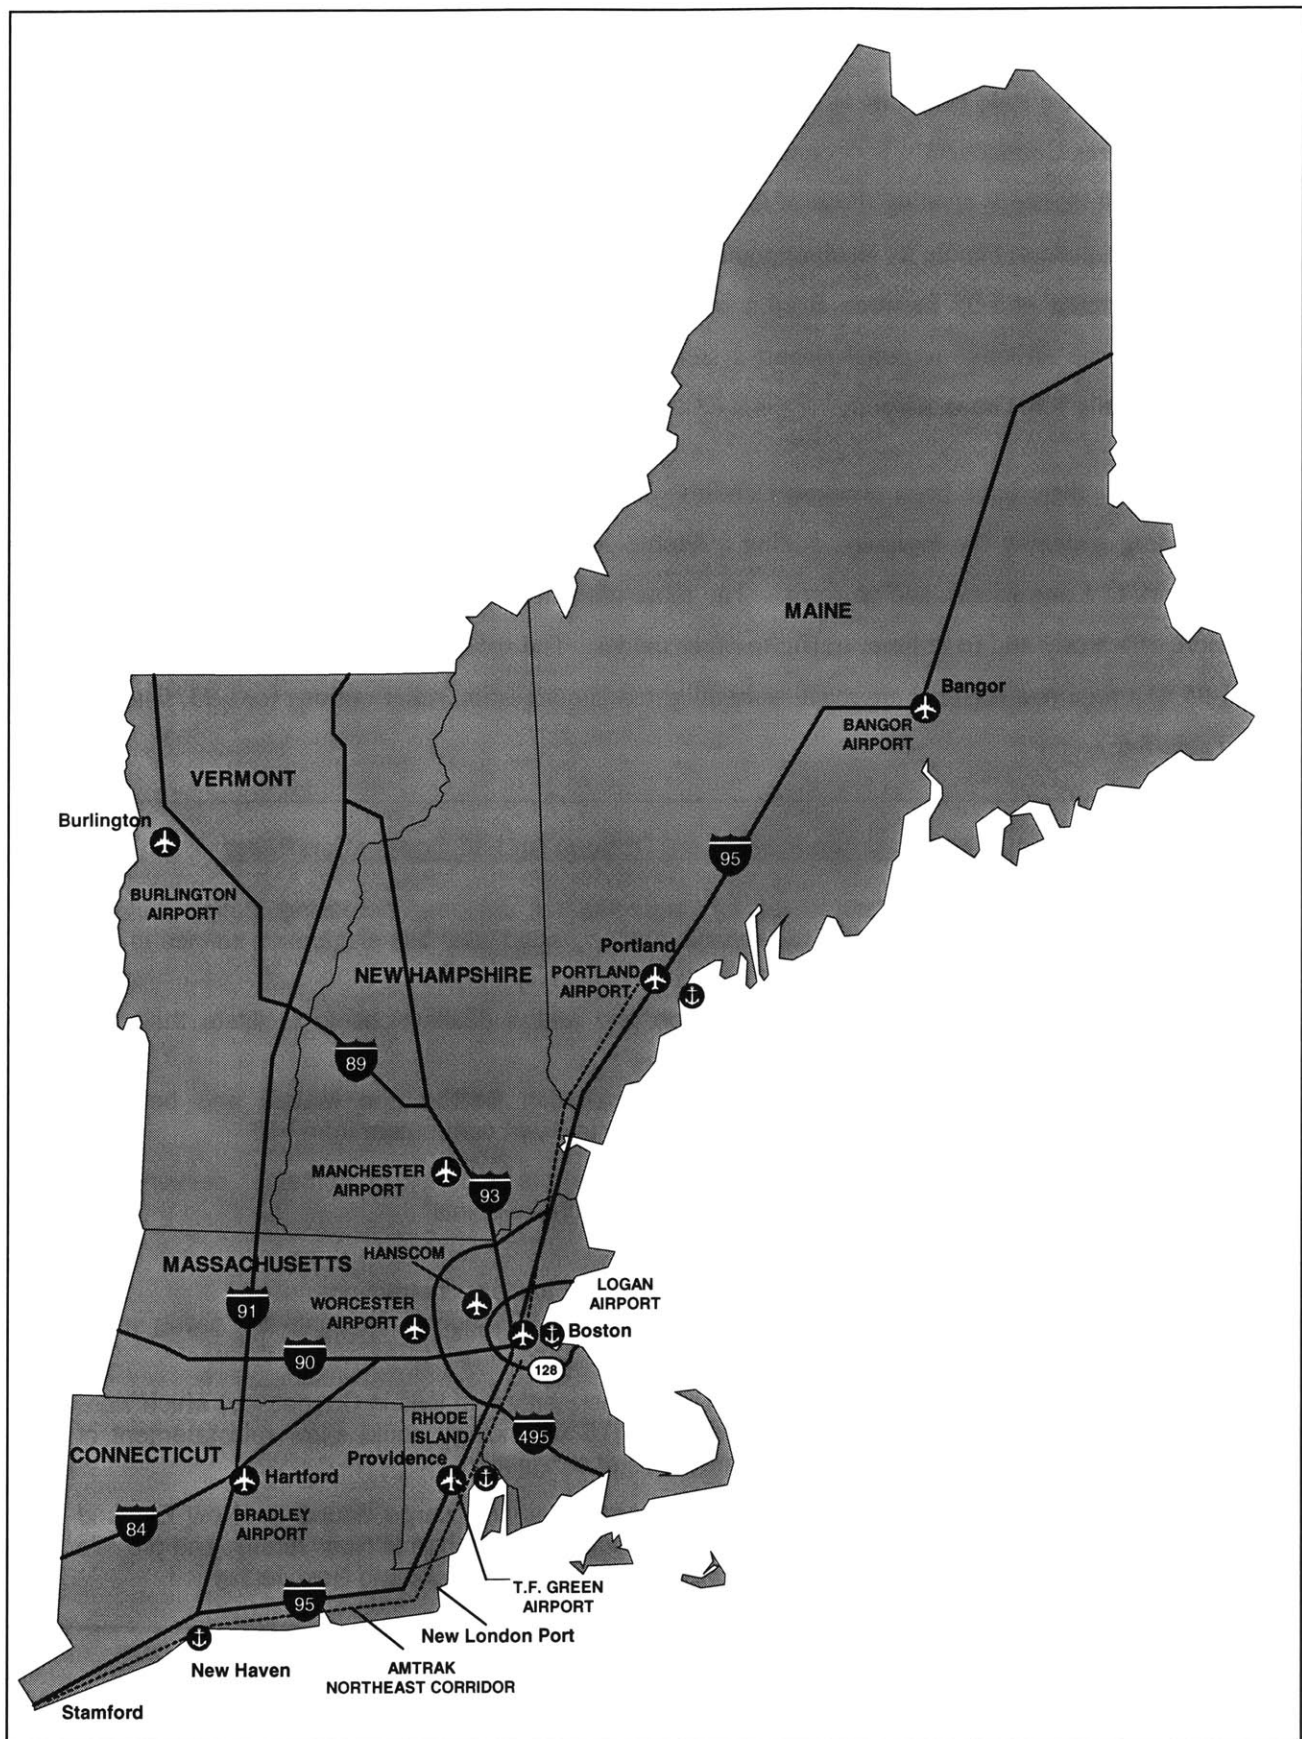 MAINE
Bangor
BANGOR
AIRPORT
VERMONT
Burlington
BURLINGTON
AIRPORT
95
Portland
NEW HAMPSHIRE
PORTLAND
AIRPORT
89
MANCHESTER
AIRPORT
93
MASSACHUSETTS
HANSCOM
LOGAN
AIRPORT
91
WORCESTER
AIRPORT
Boston
90
128
RHODE
ISLAND
495
CONNECTICUT
Providence
Hartford
84
BRADLEY
AIRPORT
95
T.F. GREEN
AIRPORT
New London Port
New Haven
AMTRAK
NORTHEAST CORRIDOR
Stamford